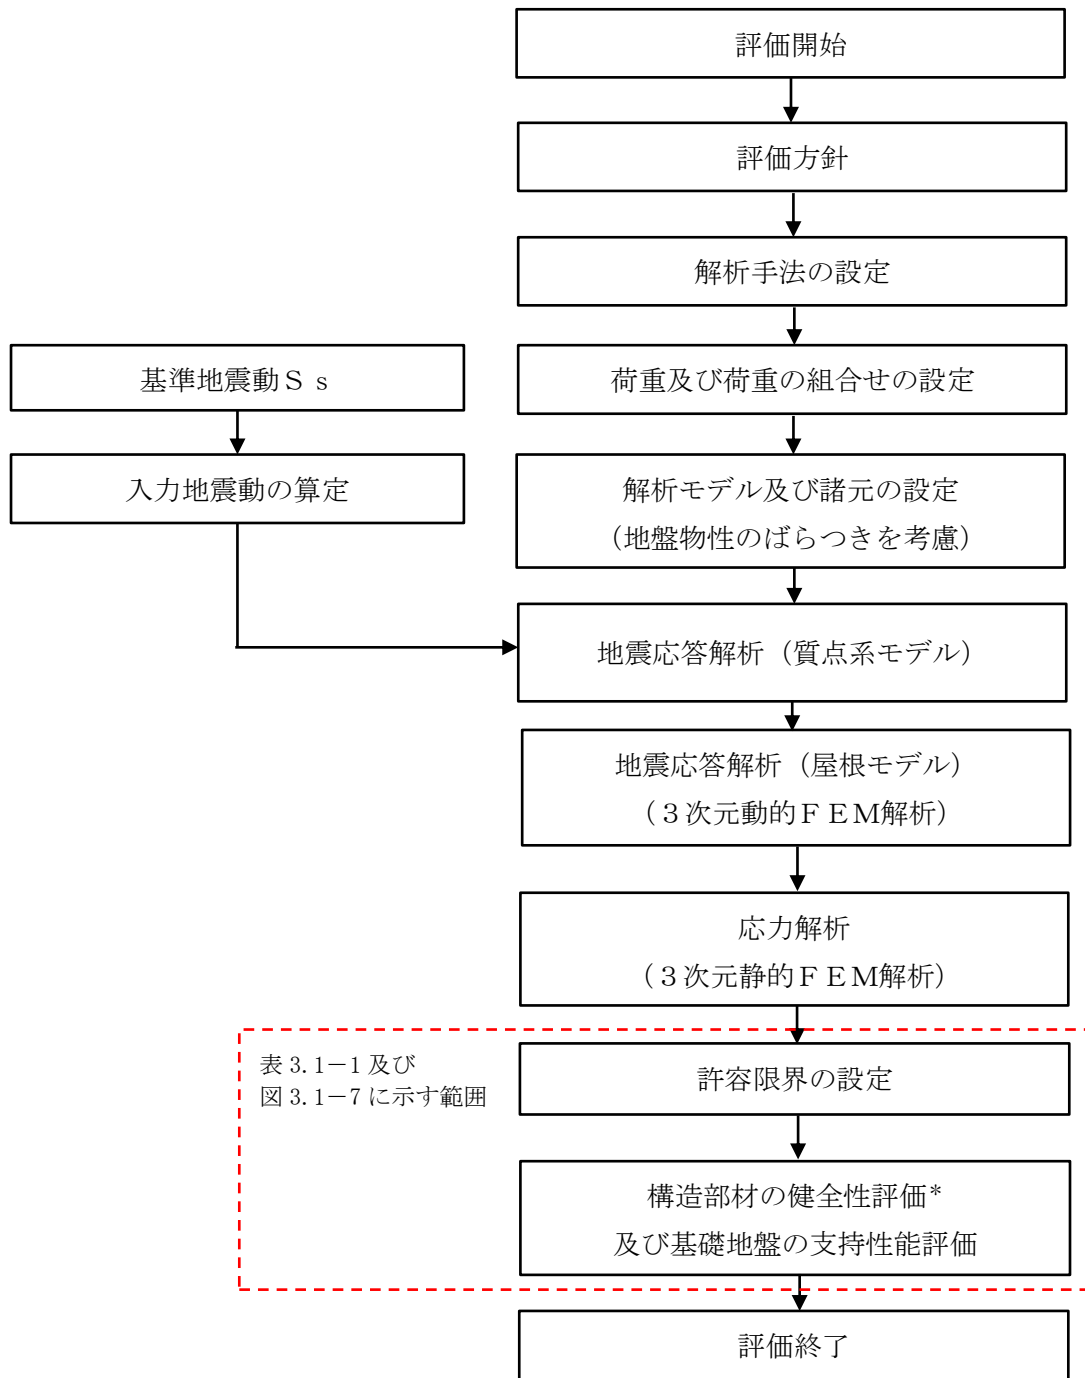 評価開始
評価方針
解析手法の設定
荷重及び荷重の組合せの設定
基準地震動Ｓｓ
入力地震動の算定
解析モデル及び諸元の設定
（地盤物性のばらつきを考慮）
地震応答解析（質点系モデル）
地震応答解析（屋根モデル）
（３次元動的ＦＥＭ解析）
応力解析
（３次元静的ＦＥＭ解析）
表3.1－1及び
図3.1－7に示す範囲
許容限界の設定
構造部材の健全性評価*
及び基礎地盤の支持性能評価
評価終了